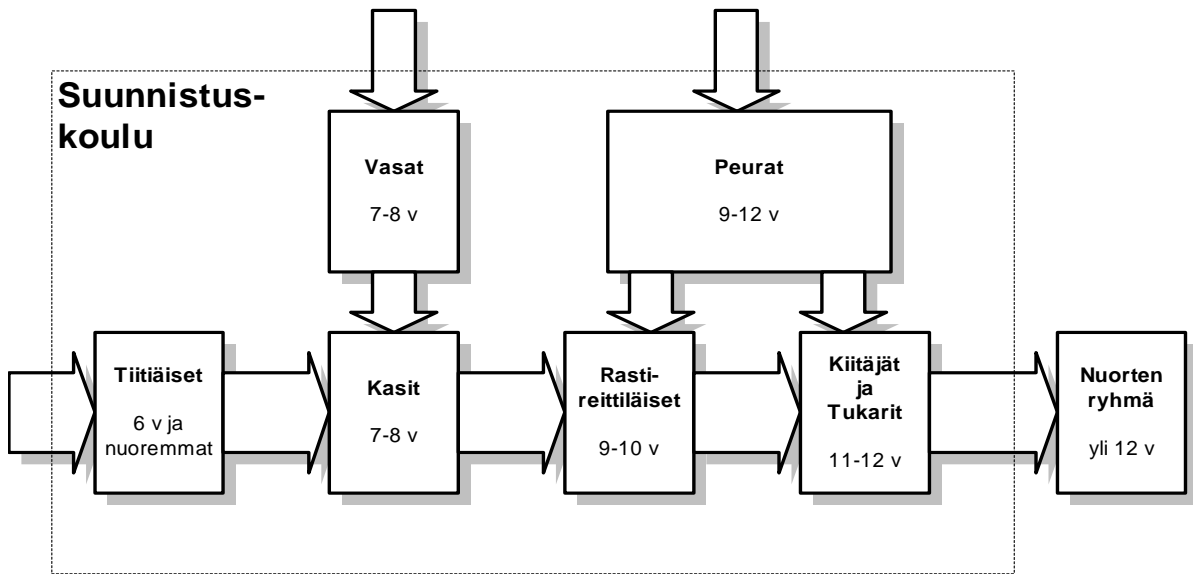 Suunnistus-
koulu
Vasat
7-8 v
Peurat
9-12 v
Tiitiäiset
6 v ja
nuoremmat
Kasit
7-8 v
Rasti-
reittiläiset
9-10 v
Kiitäjät
ja
Tukarit
11-12 v
Nuorten
ryhmä
yli 12 v